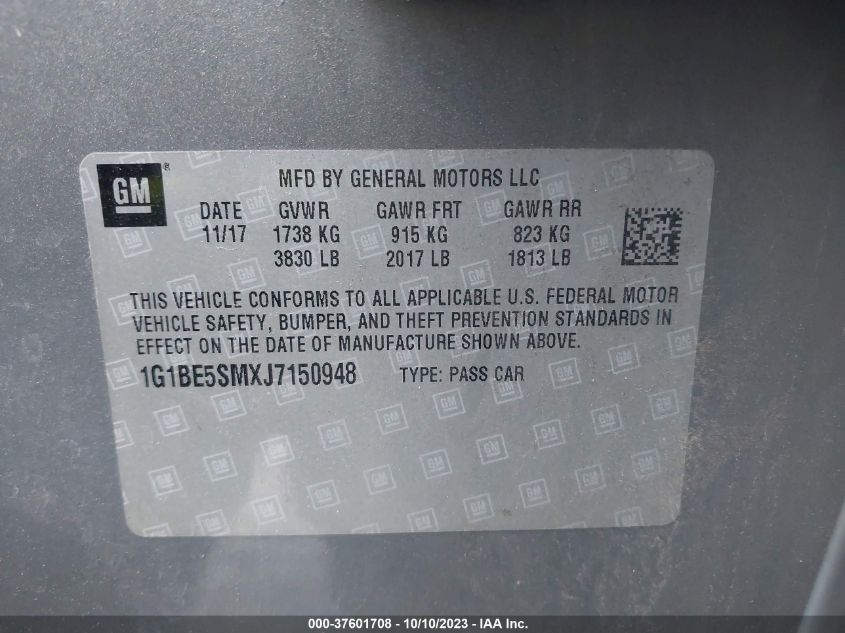 GM ®
MFD BY GENERAL MOTORS LLC
DATE GVWR GAWR FRT GAWR RR
11/17 1738 KG 915 KG 823 KG
3830 LB 2017 LB 1813 LB
THIS VEHICLE CONFORMS TO ALL APPLICABLE U.S. FEDERAL MOTOR
VEHICLE SAFETY, BUMPER, AND THEFT PREVENTION STANDARDS IN
EFFECT ON THE DATE OF MANUFACTURE SHOWN ABOVE.
1G1BE5SMXJ7150948 TYPE: PASS CAR
000-37601708 - 10/10/2023 - IAA Inc.